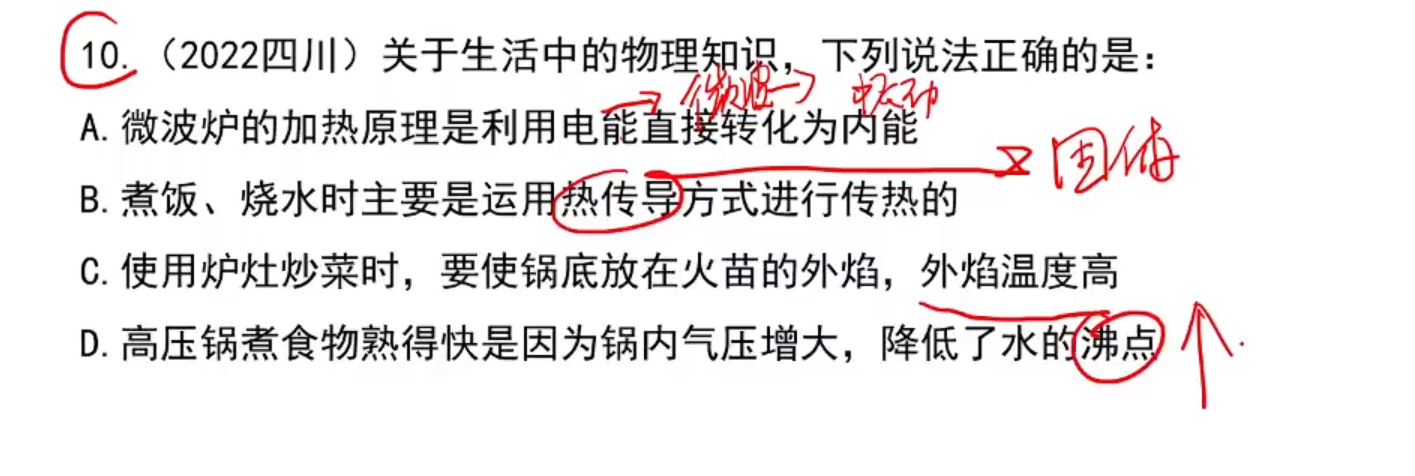 10.（2022四川）关于生活中的物理知识，下列说法正确的是：
→微波→ 振动
A. 微波炉的加热原理是利用电能直接转化为内能
固体
B. 煮饭、烧水时主要是运用热传导方式进行传热的
C. 使用炉灶炒菜时，要使锅底放在火苗的外焰，外焰温度高
D. 高压锅煮食物熟得快是因为锅内气压增大，降低了水的沸点 ↑